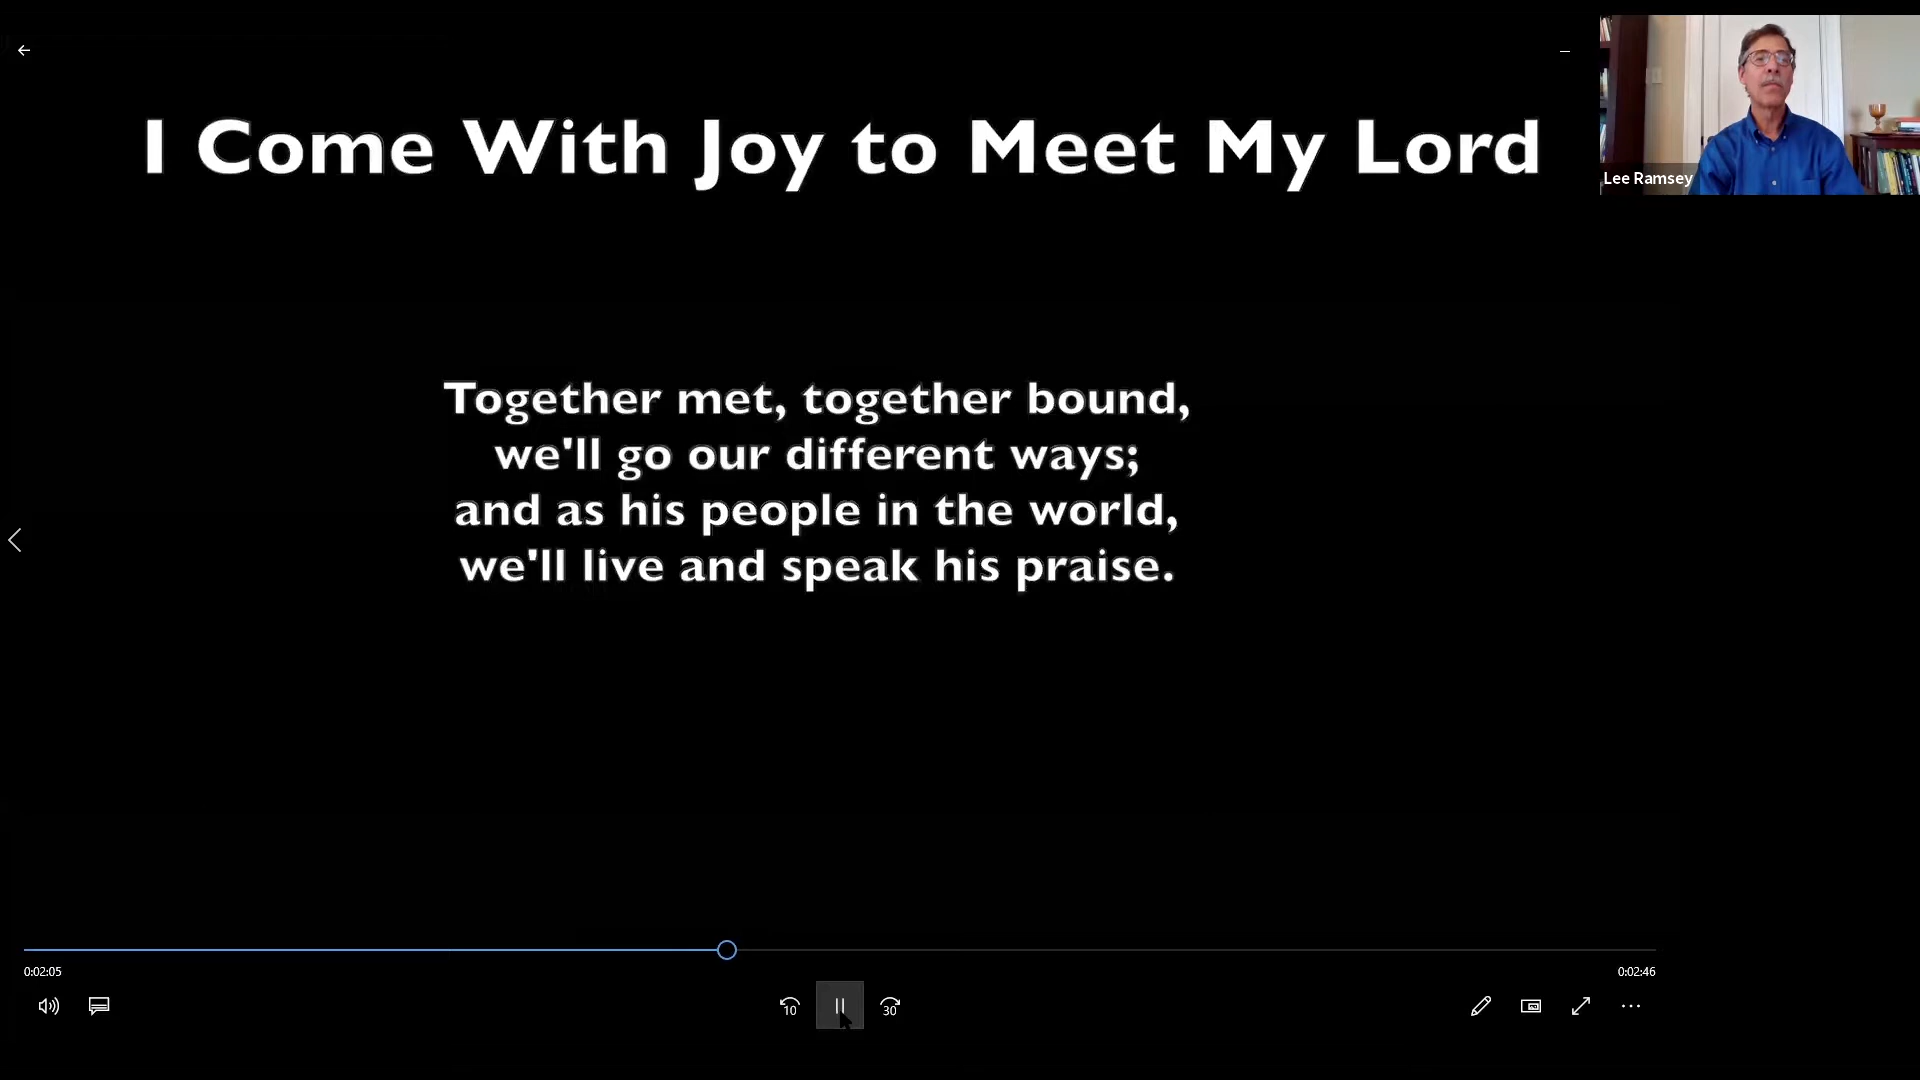 I Come With Joy to Meet My Lord
Lee Ramsey
Together met, together bound,
we'll go our different ways;
and as his people in the world,
we'll live and speak his praise.
0:02:05
0:02:46
10
30